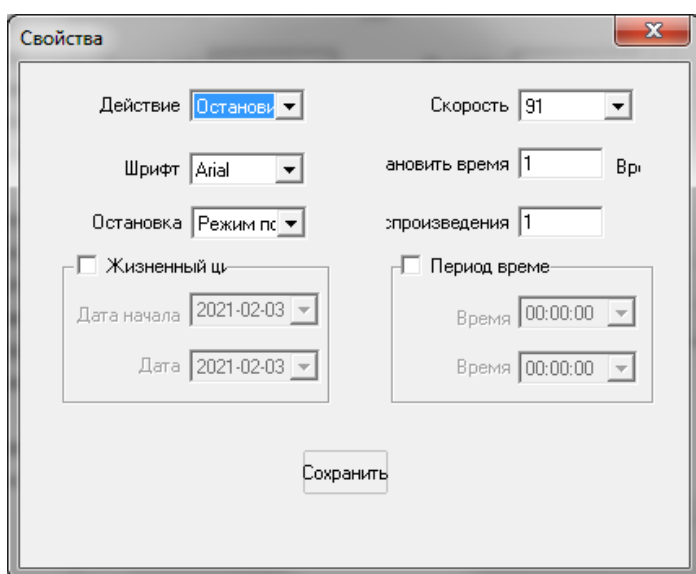 Свойства
Действие Останови Скорость 91
Шрифт Arial ановить время 1 Вр
Остановка Режим по спроизведения 1
Жизненный ци Период време
Дата начала 2021-02-03 Время 00:00:00
Дата 2021-02-03 Время 00:00:00
Сохранить